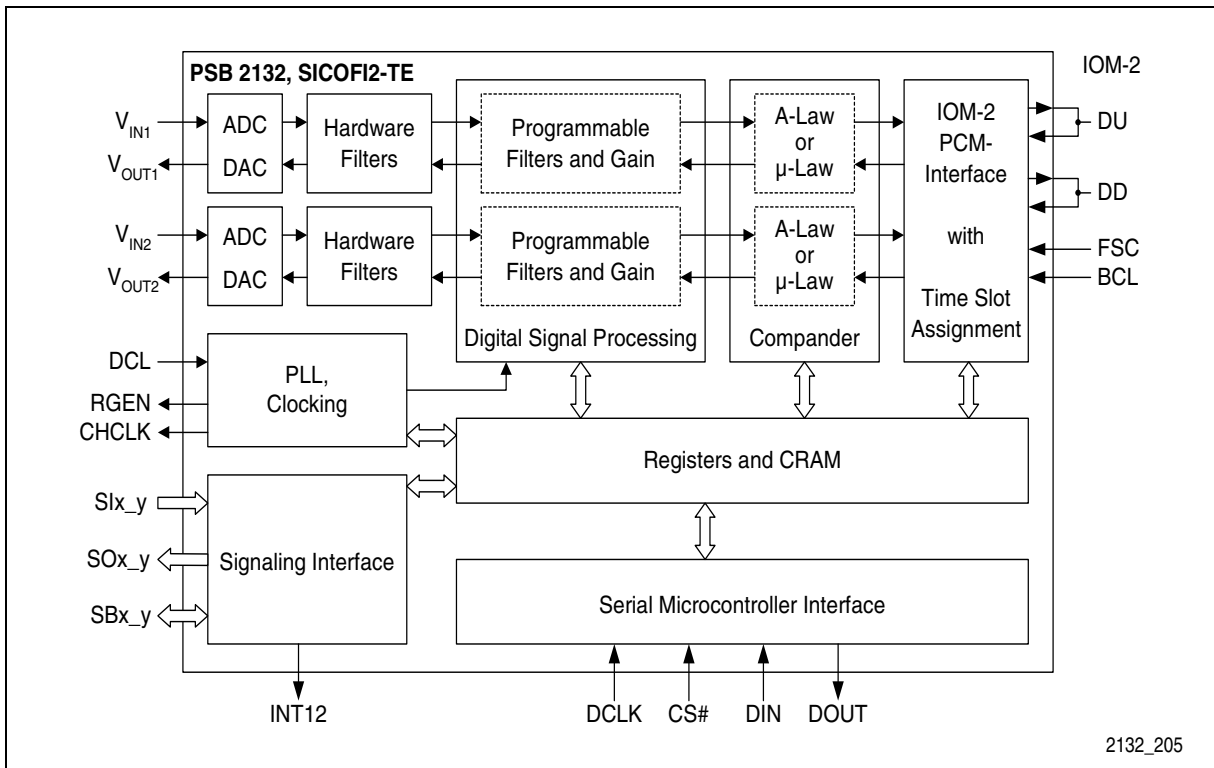 PSB 2132, SICOFI2-TE
IOM-2
V_IN1
V_OUT1
ADC
DAC
Hardware
Filters
Programmable
Filters and Gain
A-Law
or
µ-Law
IOM-2
PCM-
Interface
with
Time Slot
Assignment
DU
DD
FSC
BCL
V_IN2
V_OUT2
ADC
DAC
Hardware
Filters
Programmable
Filters and Gain
A-Law
or
µ-Law
Digital Signal Processing
Compander
DCL
RGEN
CHCLK
PLL,
Clocking
Registers and CRAM
SIx_y
SOx_y
SBx_y
Signaling Interface
Serial Microcontroller Interface
INT12
DCLK
CS#
DIN
DOUT
2132_205